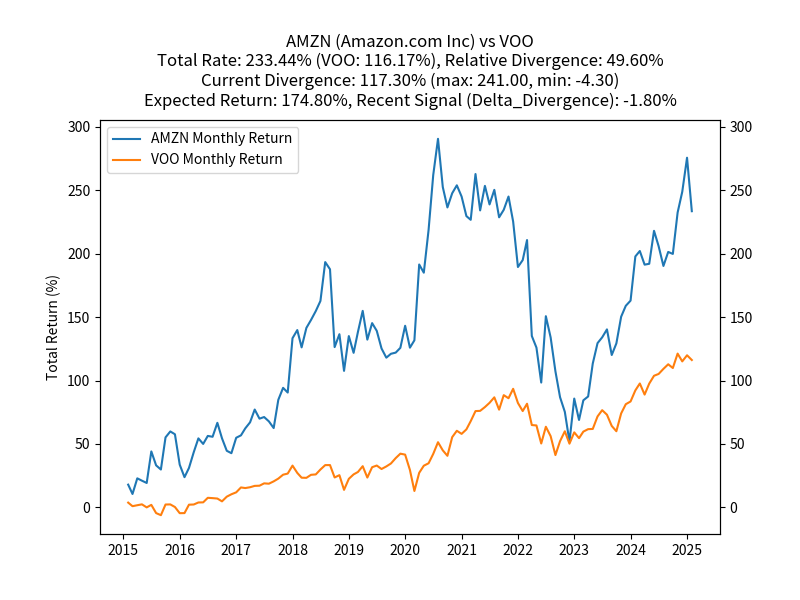 AMZN (Amazon.com Inc) vs VOO
Total Rate: 233.44% (VOO: 116.17%), Relative Divergence: 49.60%
Current Divergence: 117.30% (max: 241.00, min: -4.30)
Expected Return: 174.80%, Recent Signal (Delta_Divergence): -1.80%
AMZN Monthly Return
VOO Monthly Return
Total Return (%)
300
250
200
150
100
50
0
300
250
200
150
100
50
0
2015 2016 2017 2018 2019 2020 2021 2022 2023 2024 2025